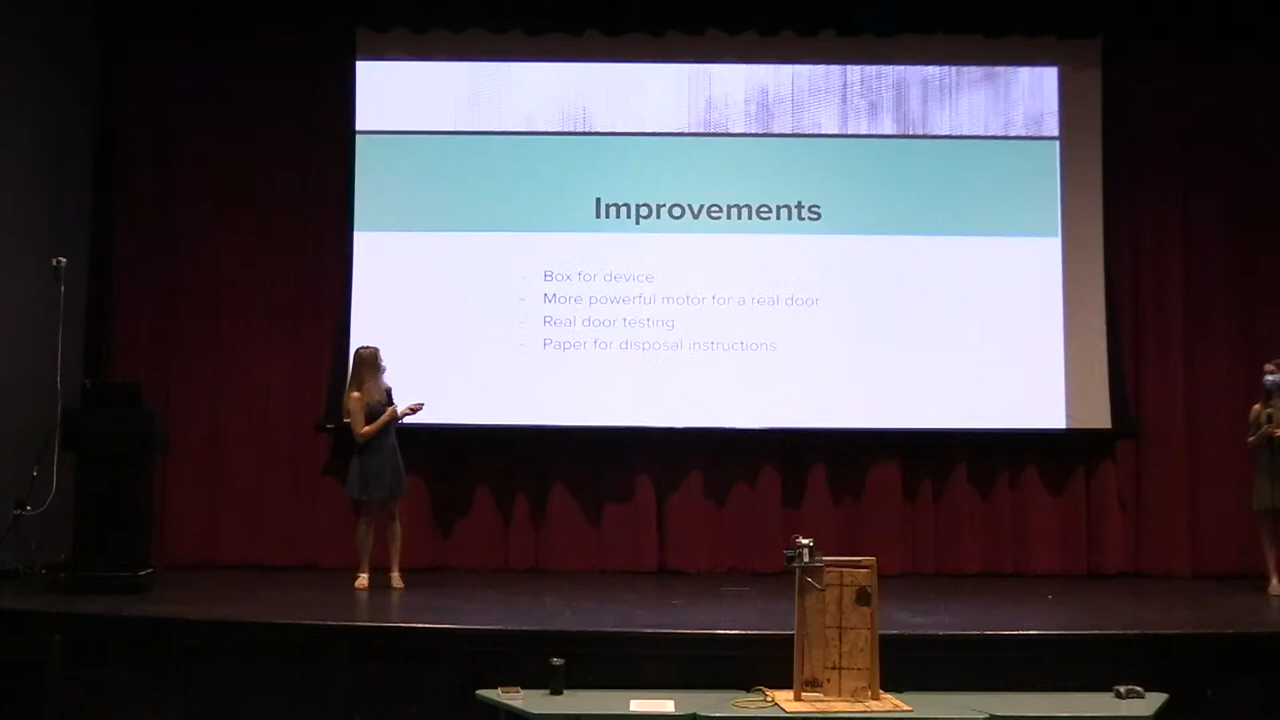 Improvements
- Box for device
- More powerful motor for a real door
- Real door testing
- Paper for disposal instructions